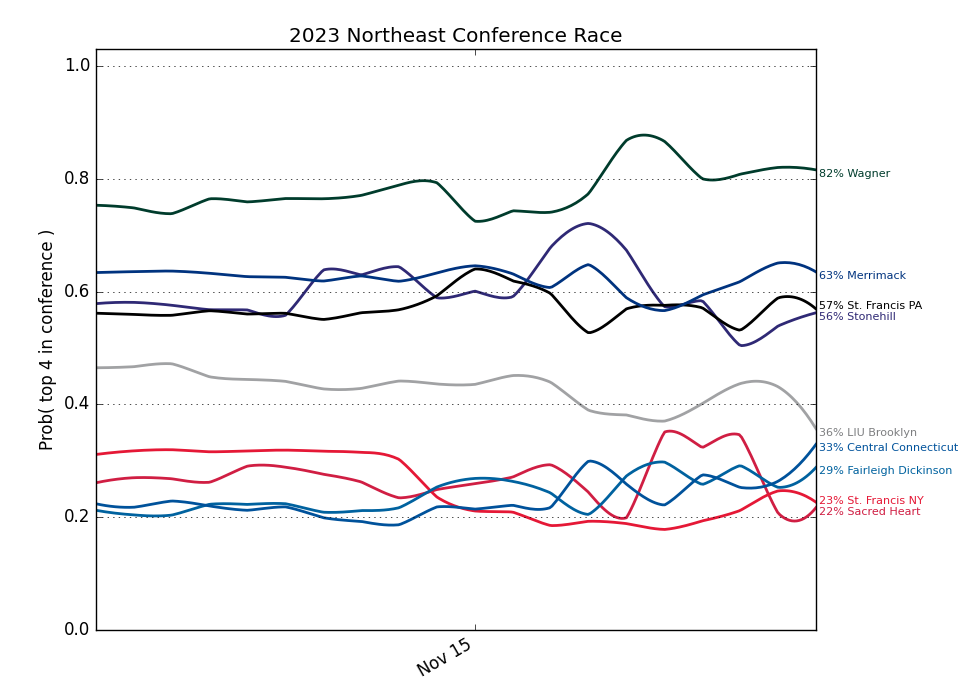 2023 Northeast Conference Race
Prob( top 4 in conference )
1.0
0.8
0.6
0.4
0.2
0.0
Nov 15
82% Wagner
63% Merrimack
57% St. Francis PA
56% Stonehill
36% LIU Brooklyn
33% Central Connecticut
29% Fairleigh Dickinson
23% St. Francis NY
22% Sacred Heart